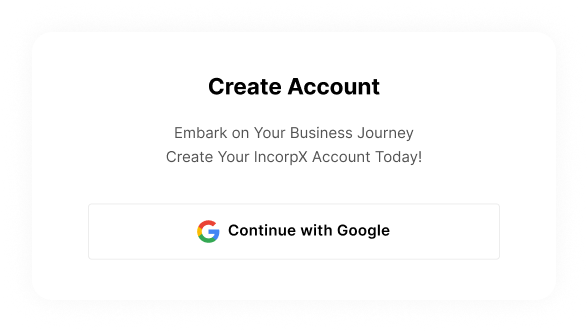 Create Account
Embark on Your Business Journey
Create Your IncorpX Account Today!
Continue with Google